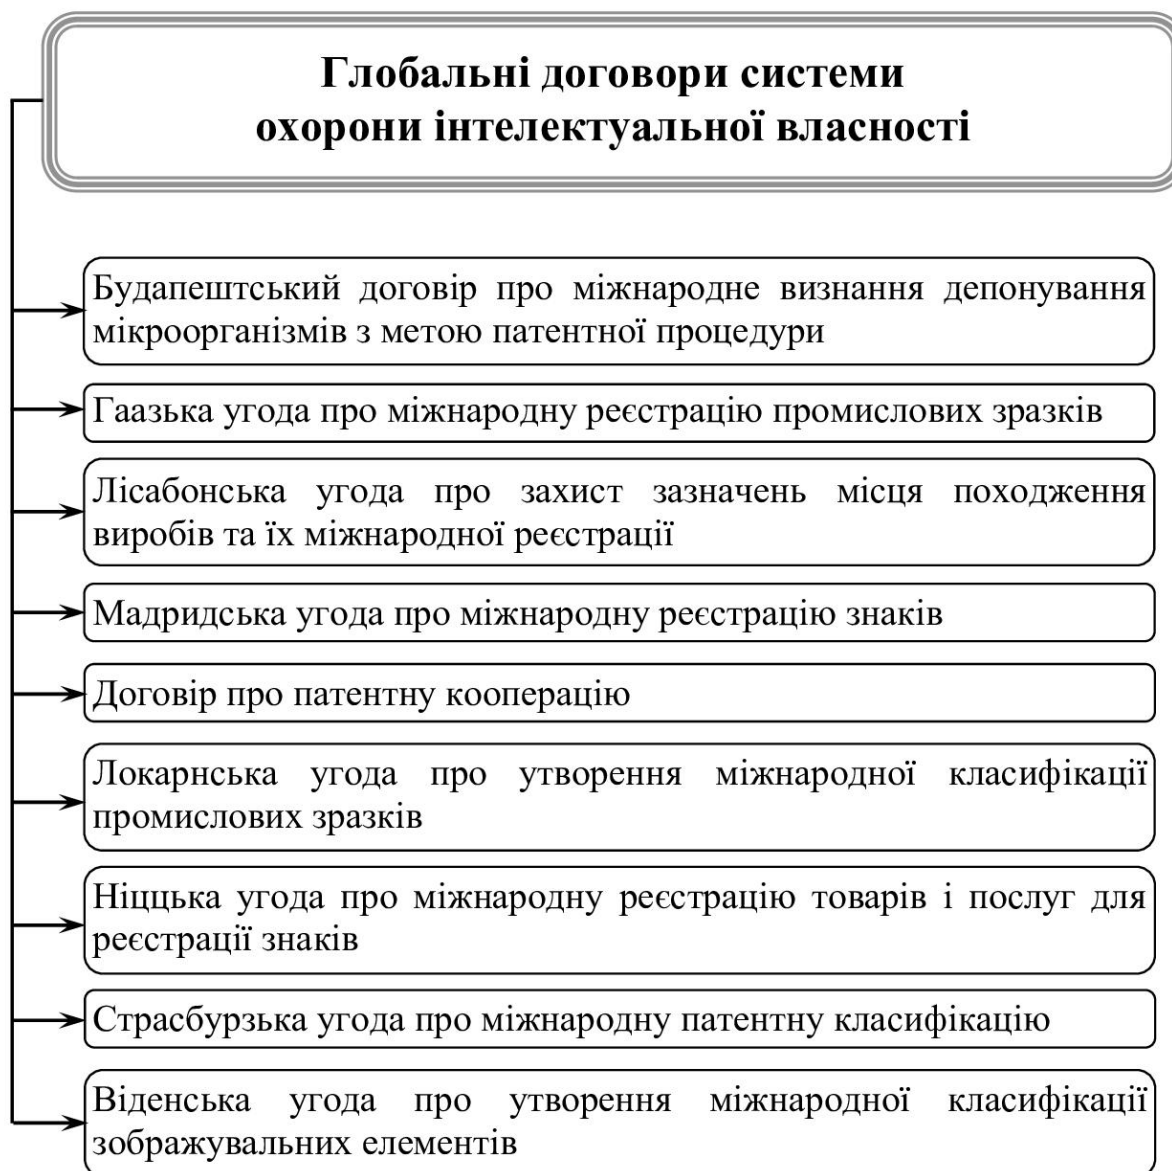 Глобальні договори системи
охорони інтелектуальної власності
Будапештський договір про міжнародне визнання депонування
мікроорганізмів з метою патентної процедури
Гаазька угода про міжнародну реєстрацію промислових зразків
Лісабонська угода про захист зазначень місця походження
виробів та їх міжнародної реєстрації
Мадридська угода про міжнародну реєстрацію знаків
Договір про патентну кооперацію
Локарнська угода про утворення міжнародної класифікації
промислових зразків
Ніццька угода про міжнародну реєстрацію товарів і послуг для
реєстрації знаків
Страсбурзька угода про міжнародну патентну класифікацію
Віденська угода про утворення міжнародної класифікації
зображувальних елементів